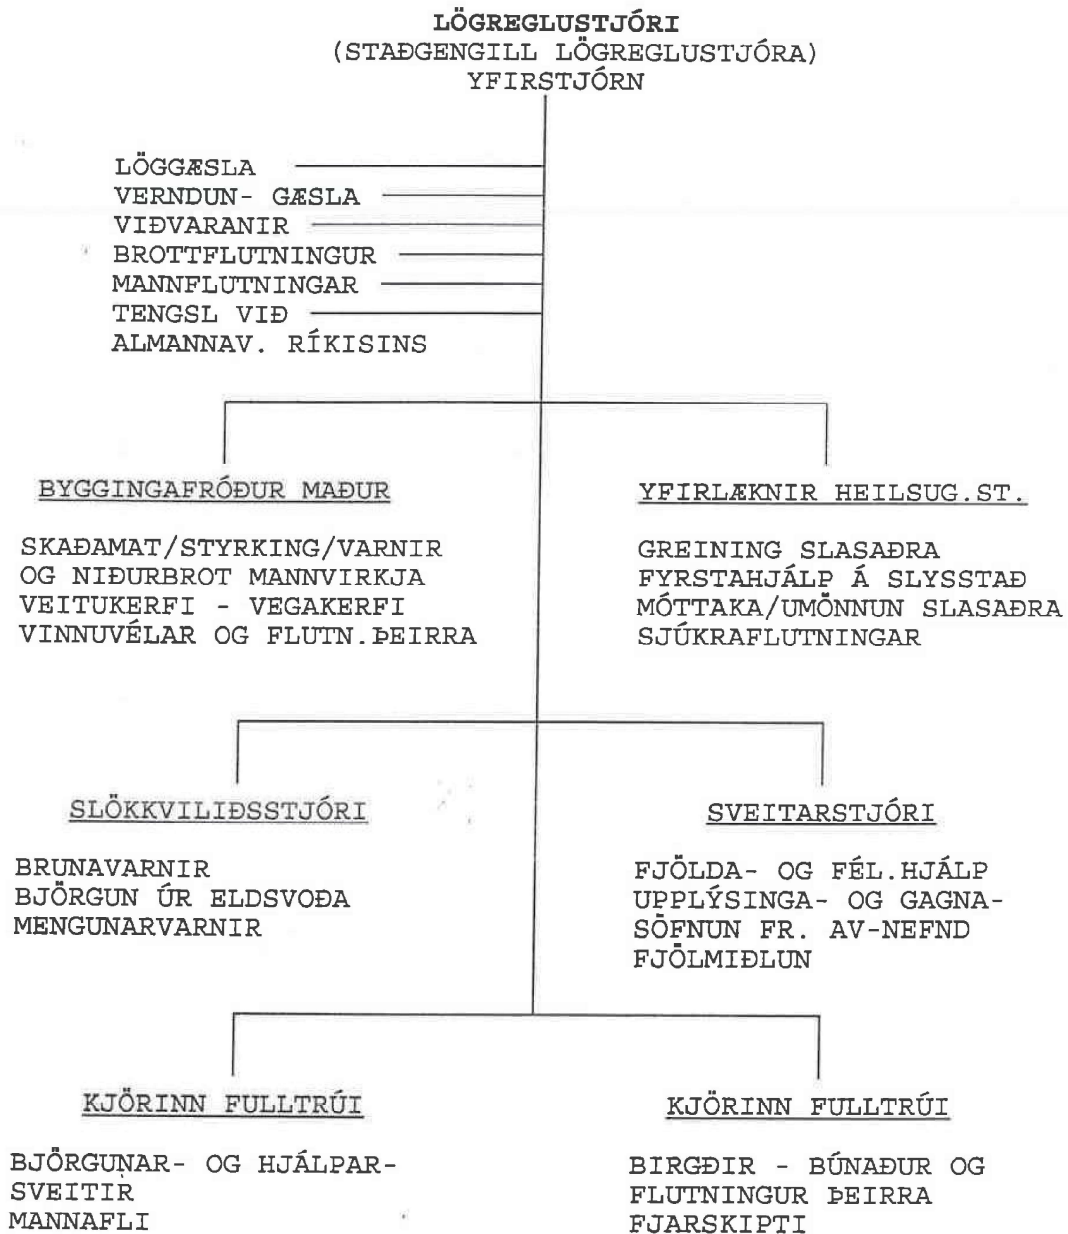 LÖGREGLUSTJÓRI
(STAÐGENGILL LÖGREGLUSTJÓRA)
YFIRSTJÓRN
LÖGGÆSLA
VERNDUN- GÆSLA
VIÐVARANIR
BROTTFLUTNINGUR
MANNFLUTNINGAR
TENGSL VIÐ
ALMANNAV. RÍKISINS
BYGGINGAFRÓÐUR MAÐUR
SKAÐAMAT/STYRKING/VARNIR
OG NIÐURBROT MANNVIRKJA
VEITUKERFI - VEGAKERFI
VINNUVÉLAR OG FLUTN.ÞEIRRA
YFIRLÆKNIR HEILSUG.ST.
GREINING SLASAÐRA
FYRSTAHJÁLP Á SLYSSTAÐ
MÓTTAKA/UMÖNNUN SLASAÐRA
SJÚKRAFLUTNINGAR
SLÖKKVILIÐSSTJÓRI
BRUNAVARNIR
BJÖRGUN ÚR ELDSVOÐA
MENGUNARVARNIR
SVEITARSTJÓRI
FJÖLDA- OG FÉL.HJÁLP
UPPLÝSINGA- OG GAGNA-
SÖFNUN FR. AV-NEFND
FJÖLMIÐLUN
KJÖRINN FULLTRÚI
BJÖRGUNAR- OG HJÁLPAR-
SVEITIR
MANNAFLI
KJÖRINN FULLTRÚI
BIRGÐIR - BÚNAÐUR OG
FLUTNINGUR ÞEIRRA
FJARSKIPTI